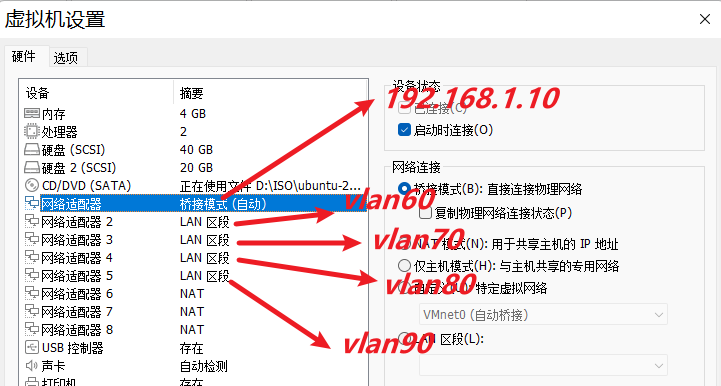 虚拟机设置
硬件 选项
设备 摘要
内存 4 GB
处理器 2
硬盘 (SCSI) 40 GB
硬盘 2 (SCSI) 20 GB
CD/DVD (SATA) 正在使用文件 D:\ISO\ubuntu-2...
网络适配器 桥接模式 (自动)
网络适配器 2 LAN 区段
网络适配器 3 LAN 区段
网络适配器 4 LAN 区段
网络适配器 5 LAN 区段
网络适配器 6 NAT
网络适配器 7 NAT
网络适配器 8 NAT
USB 控制器 存在
声卡 自动检测
打印机 存在
设备状态
192.168.1.10
已连接(C)
启动时连接(O)
网络连接
桥接模式(B): 直接连接物理网络
vlan60
复制物理网络连接状态(P)
vlan70
NAT 模式(N): 用于共享主机的 IP 地址
仅主机模式(H): 与主机共享的专用网络
vlan80
特定虚拟网络
VMnet0 (自动桥接)
vlan90
LAN 区段(L):